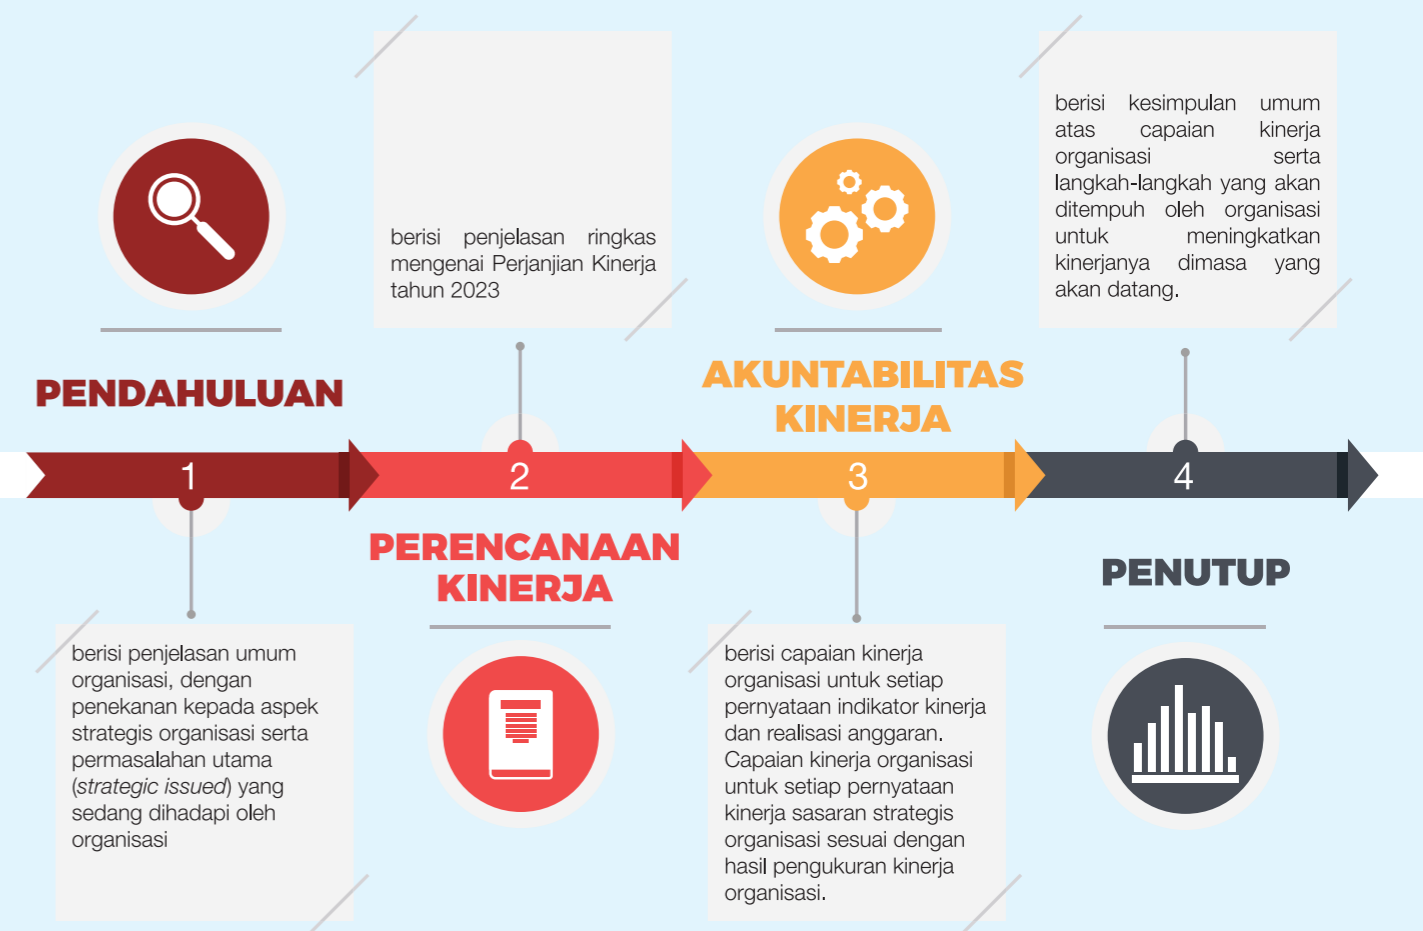 PENDAHULUAN
1
berisi penjelasan umum
organisasi, dengan
penekanan kepada aspek
strategis organisasi serta
permasalahan utama
(strategic issued) yang
sedang dihadapi oleh
organisasi
berisi penjelasan ringkas
mengenai Perjanjian Kinerja
tahun 2023
2
PERENCANAAN
KINERJA
AKUNTABILITAS
KINERJA
3
berisi capaian kinerja
organisasi untuk setiap
pernyataan indikator kinerja
dan realisasi anggaran.
Capaian kinerja organisasi
untuk setiap pernyataan
kinerja sasaran strategis
organisasi sesuai dengan
hasil pengukuran kinerja
organisasi.
berisi kesimpulan umum
atas capaian kinerja
organisasi serta
langkah-langkah yang akan
ditempuh oleh organisasi
untuk meningkatkan
kinerjanya dimasa yang
akan datang.
4
PENUTUP